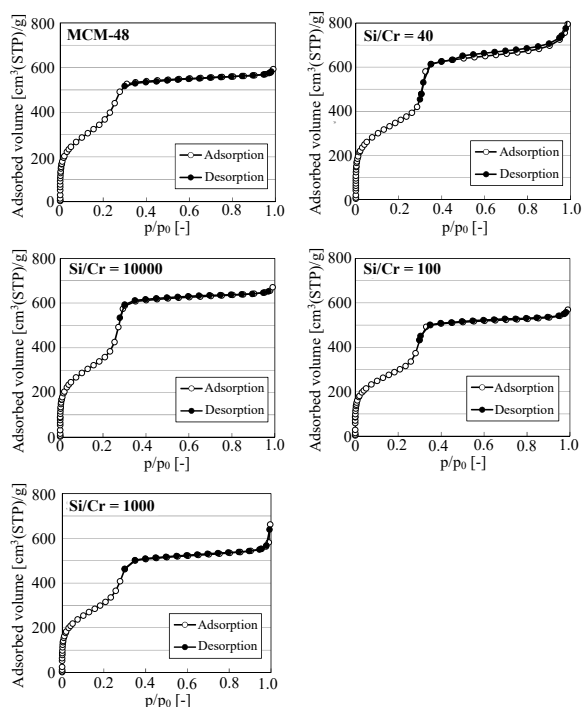 MCM-48
Adsorbed volume [cm³(STP)/g]
800
600
400
200
0
Adsorption
Desorption
0 0.2 0.4 0.6 0.8 1.0
p/p₀ [-]
Si/Cr = 40
Adsorbed volume [cm³(STP)/g]
800
600
400
200
0
Adsorption
Desorption
0 0.2 0.4 0.6 0.8 1.0
p/p₀ [-]
Si/Cr = 10000
Adsorbed volume [cm³(STP)/g]
800
600
400
200
0
Adsorption
Desorption
0 0.2 0.4 0.6 0.8 1.0
p/p₀ [-]
Si/Cr = 100
Adsorbed volume [cm³(STP)/g]
800
600
400
200
0
Adsorption
Desorption
0 0.2 0.4 0.6 0.8 1.0
p/p₀ [-]
Si/Cr = 1000
Adsorbed volume [cm³(STP)/g]
800
600
400
200
0
Adsorption
Desorption
0 0.2 0.4 0.6 0.8 1.0
p/p₀ [-]